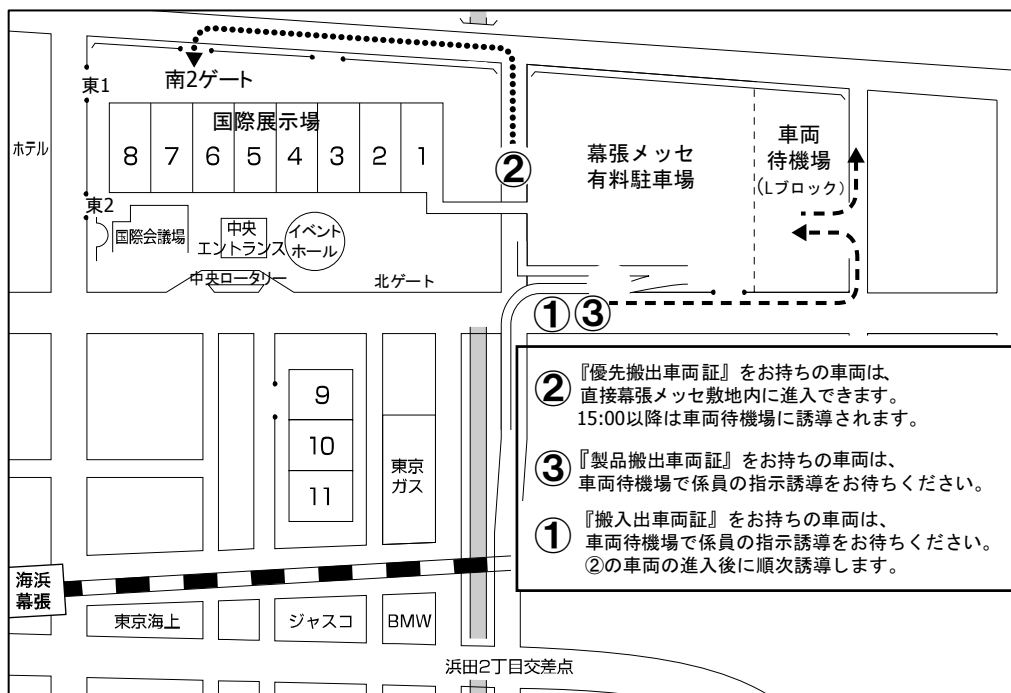 東1
南2ゲート
ホテル
国際展示場
8 7 6 5 4 3 2 1
②
幕張メッセ
有料駐車場
車両
待機場
(Lブロック)
東2
国際会議場
中央
エントランス
イベント
ホール
中央ロータリー
北ゲート
①③
9
10
11
東京
ガス
② 『優先搬出車両証』をお持ちの車両は、
直接幕張メッセ敷地内に進入できます。
15:00以降は車両待機場に誘導されます。
③ 『製品搬出車両証』をお持ちの車両は、
車両待機場で係員の指示誘導をお待ちください。
① 『搬入出車両証』をお持ちの車両は、
車両待機場で係員の指示誘導をお待ちください。
②の車両の進入後に順次誘導します。
海浜
幕張
東京海上
ジャスコ
BMW
浜田2丁目交差点